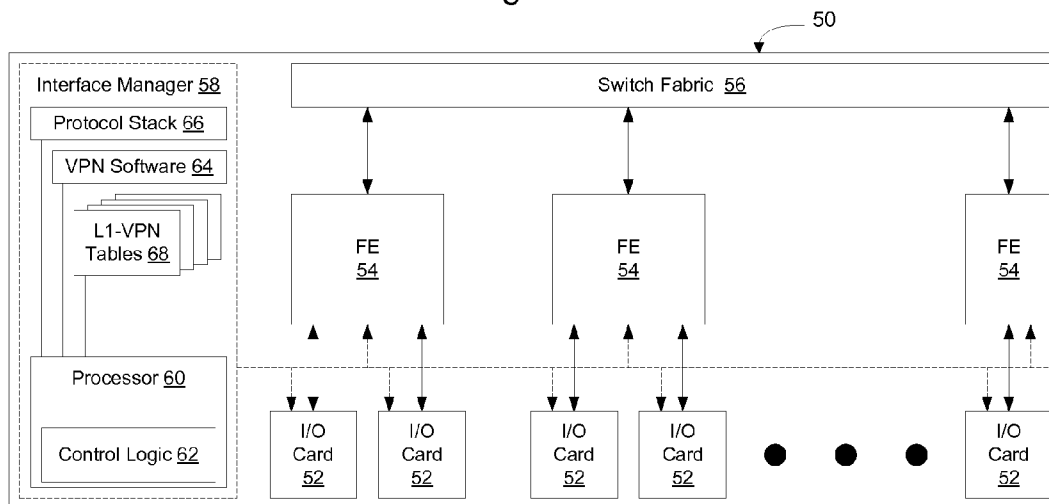 50
Interface Manager 58
Switch Fabric 56
Protocol Stack 66
VPN Software 64
L1-VPN
Tables 68
FE
54
FE
54
FE
54
Processor 60
Control Logic 62
I/O
Card
52
I/O
Card
52
I/O
Card
52
I/O
Card
52
I/O
Card
52